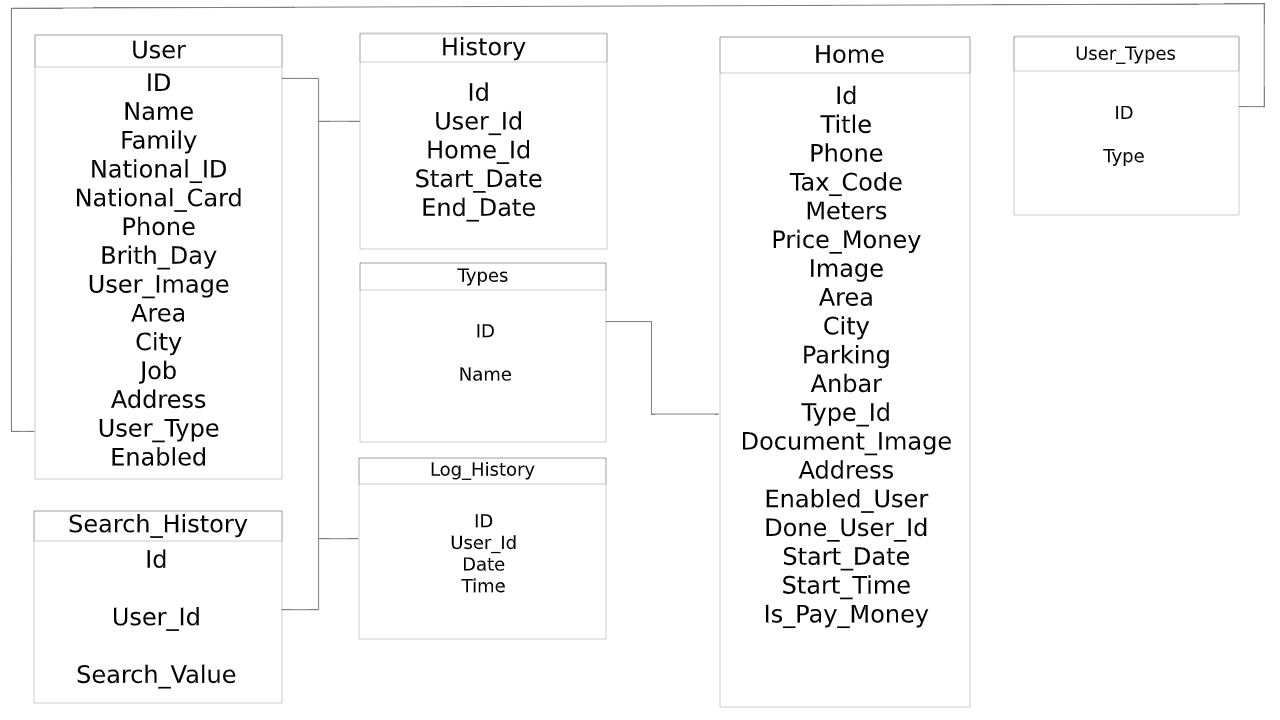 User
ID
Name
Family
National_ID
National_Card
Phone
Brith_Day
User_Image
Area
City
Job
Address
User_Type
Enabled
Search_History
Id
User_Id
Search_Value
History
Id
User_Id
Home_Id
Start_Date
End_Date
Types
ID
Name
Log_History
ID
User_Id
Date
Time
Home
Id
Title
Phone
Tax_Code
Meters
Price_Money
Image
Area
City
Parking
Anbar
Type_Id
Document_Image
Address
Enabled_User
Done_User_Id
Start_Date
Start_Time
Is_Pay_Money
User_Types
ID
Type